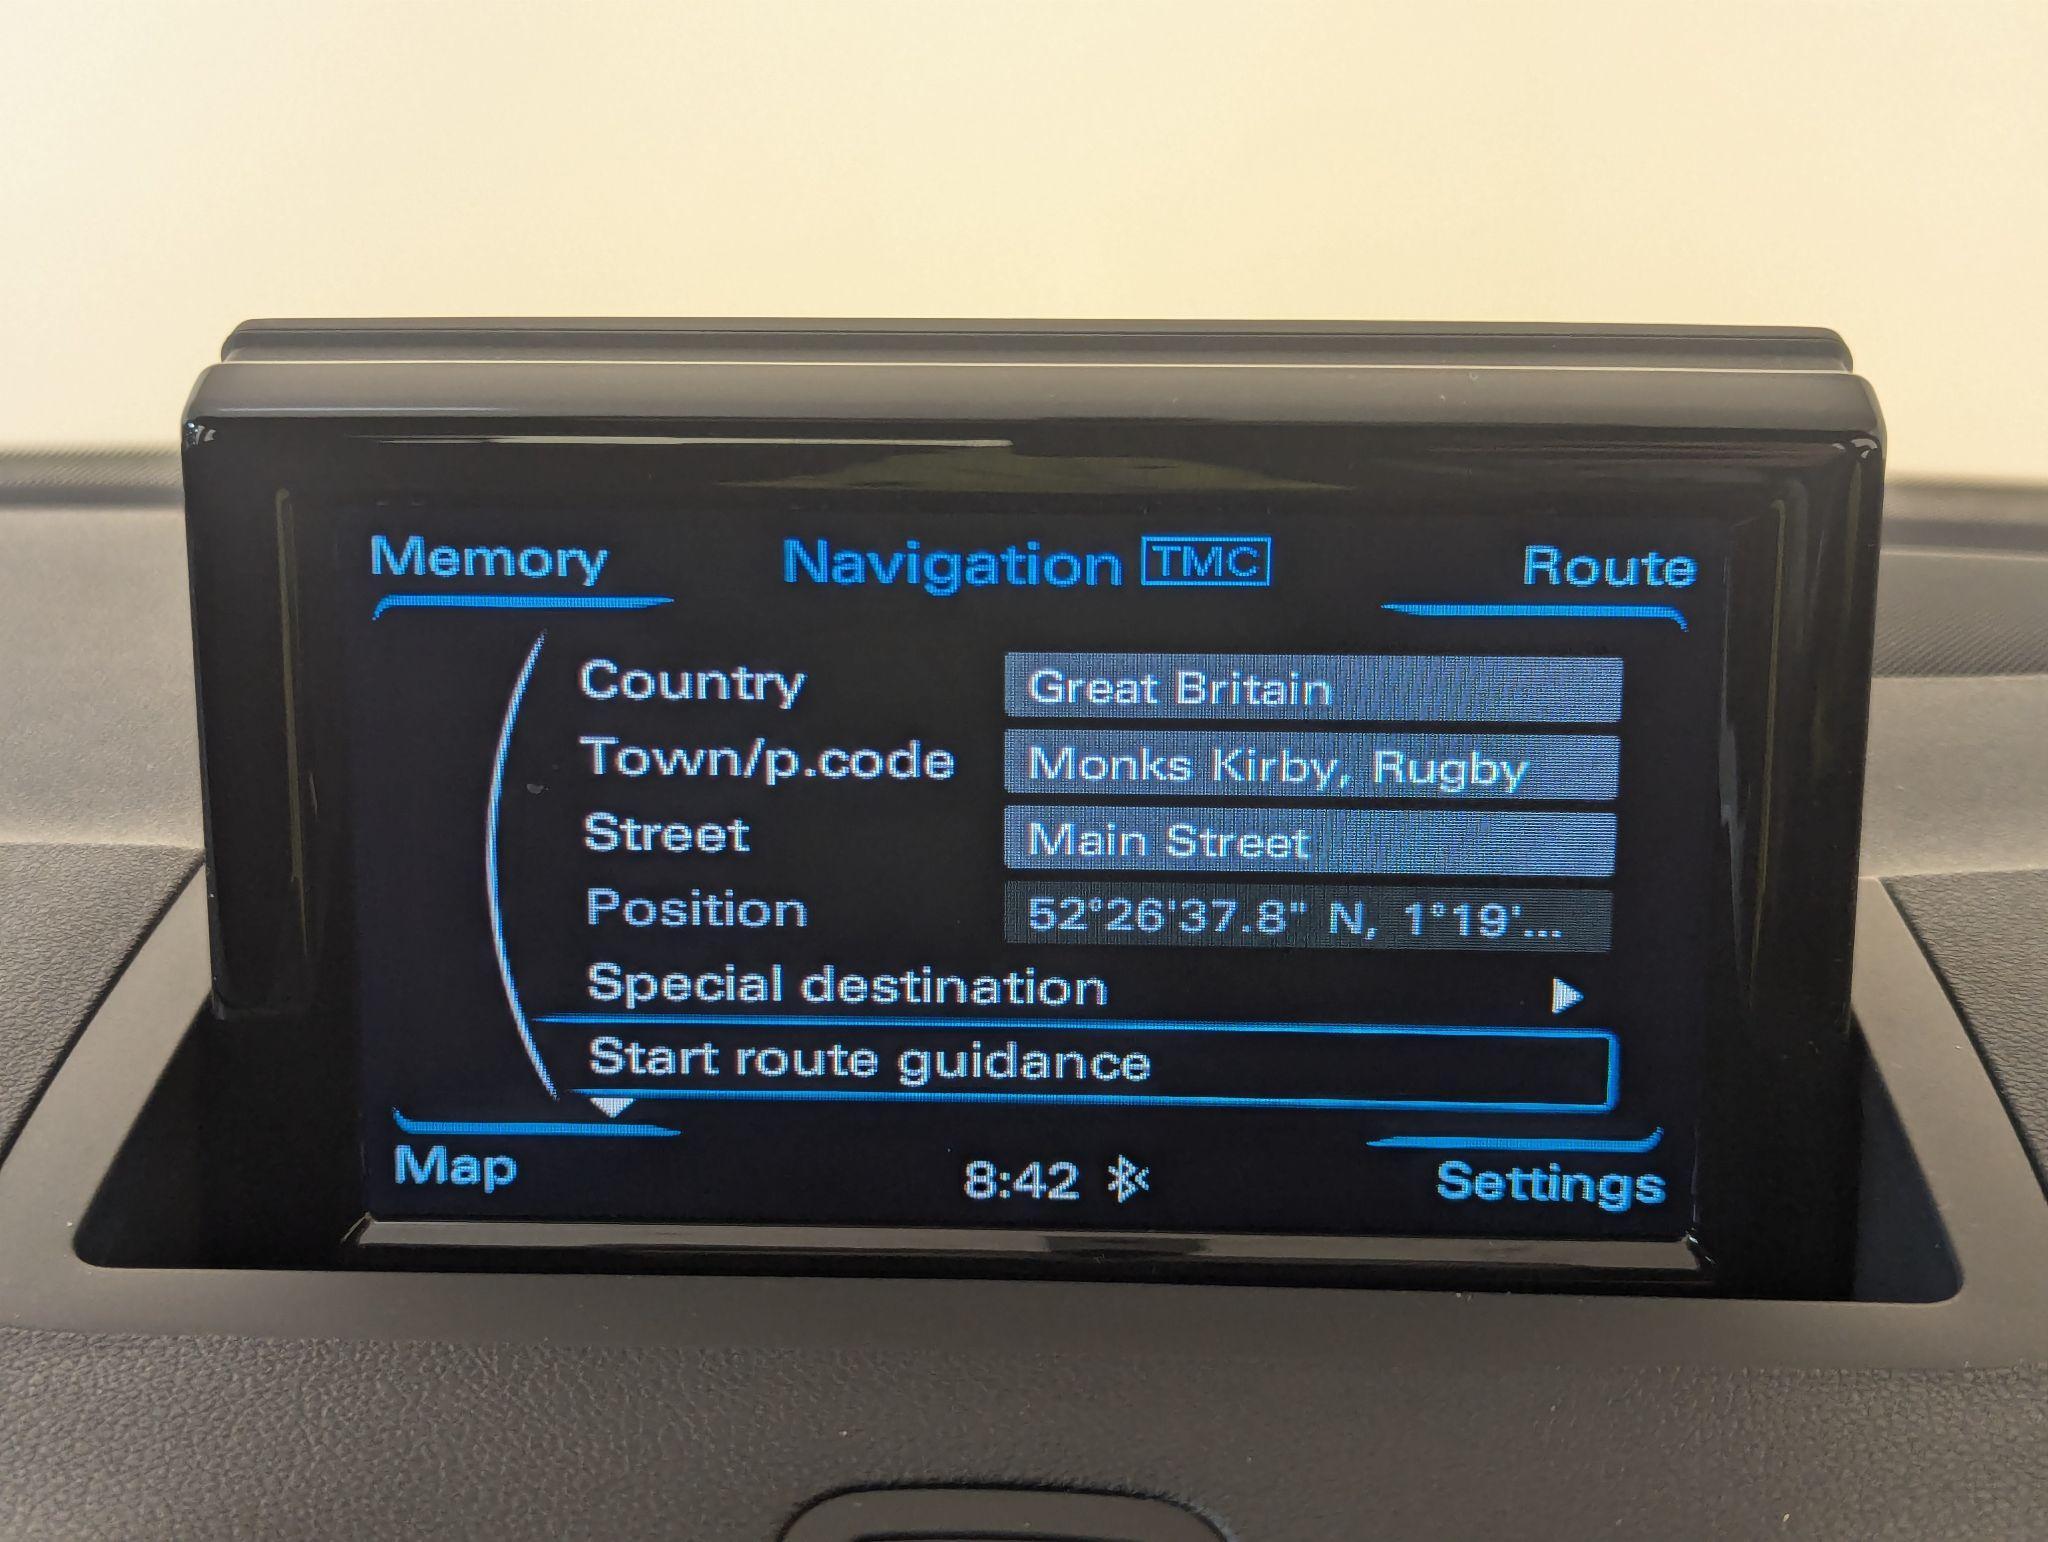 Memory Navigation TMC Route
Country Great Britain
Town/p.code Monks Kirby, Rugby
Street Main Street
Position 52°26'37.8" N, 1°19'...
Special destination
Start route guidance
Map 8:42 Settings